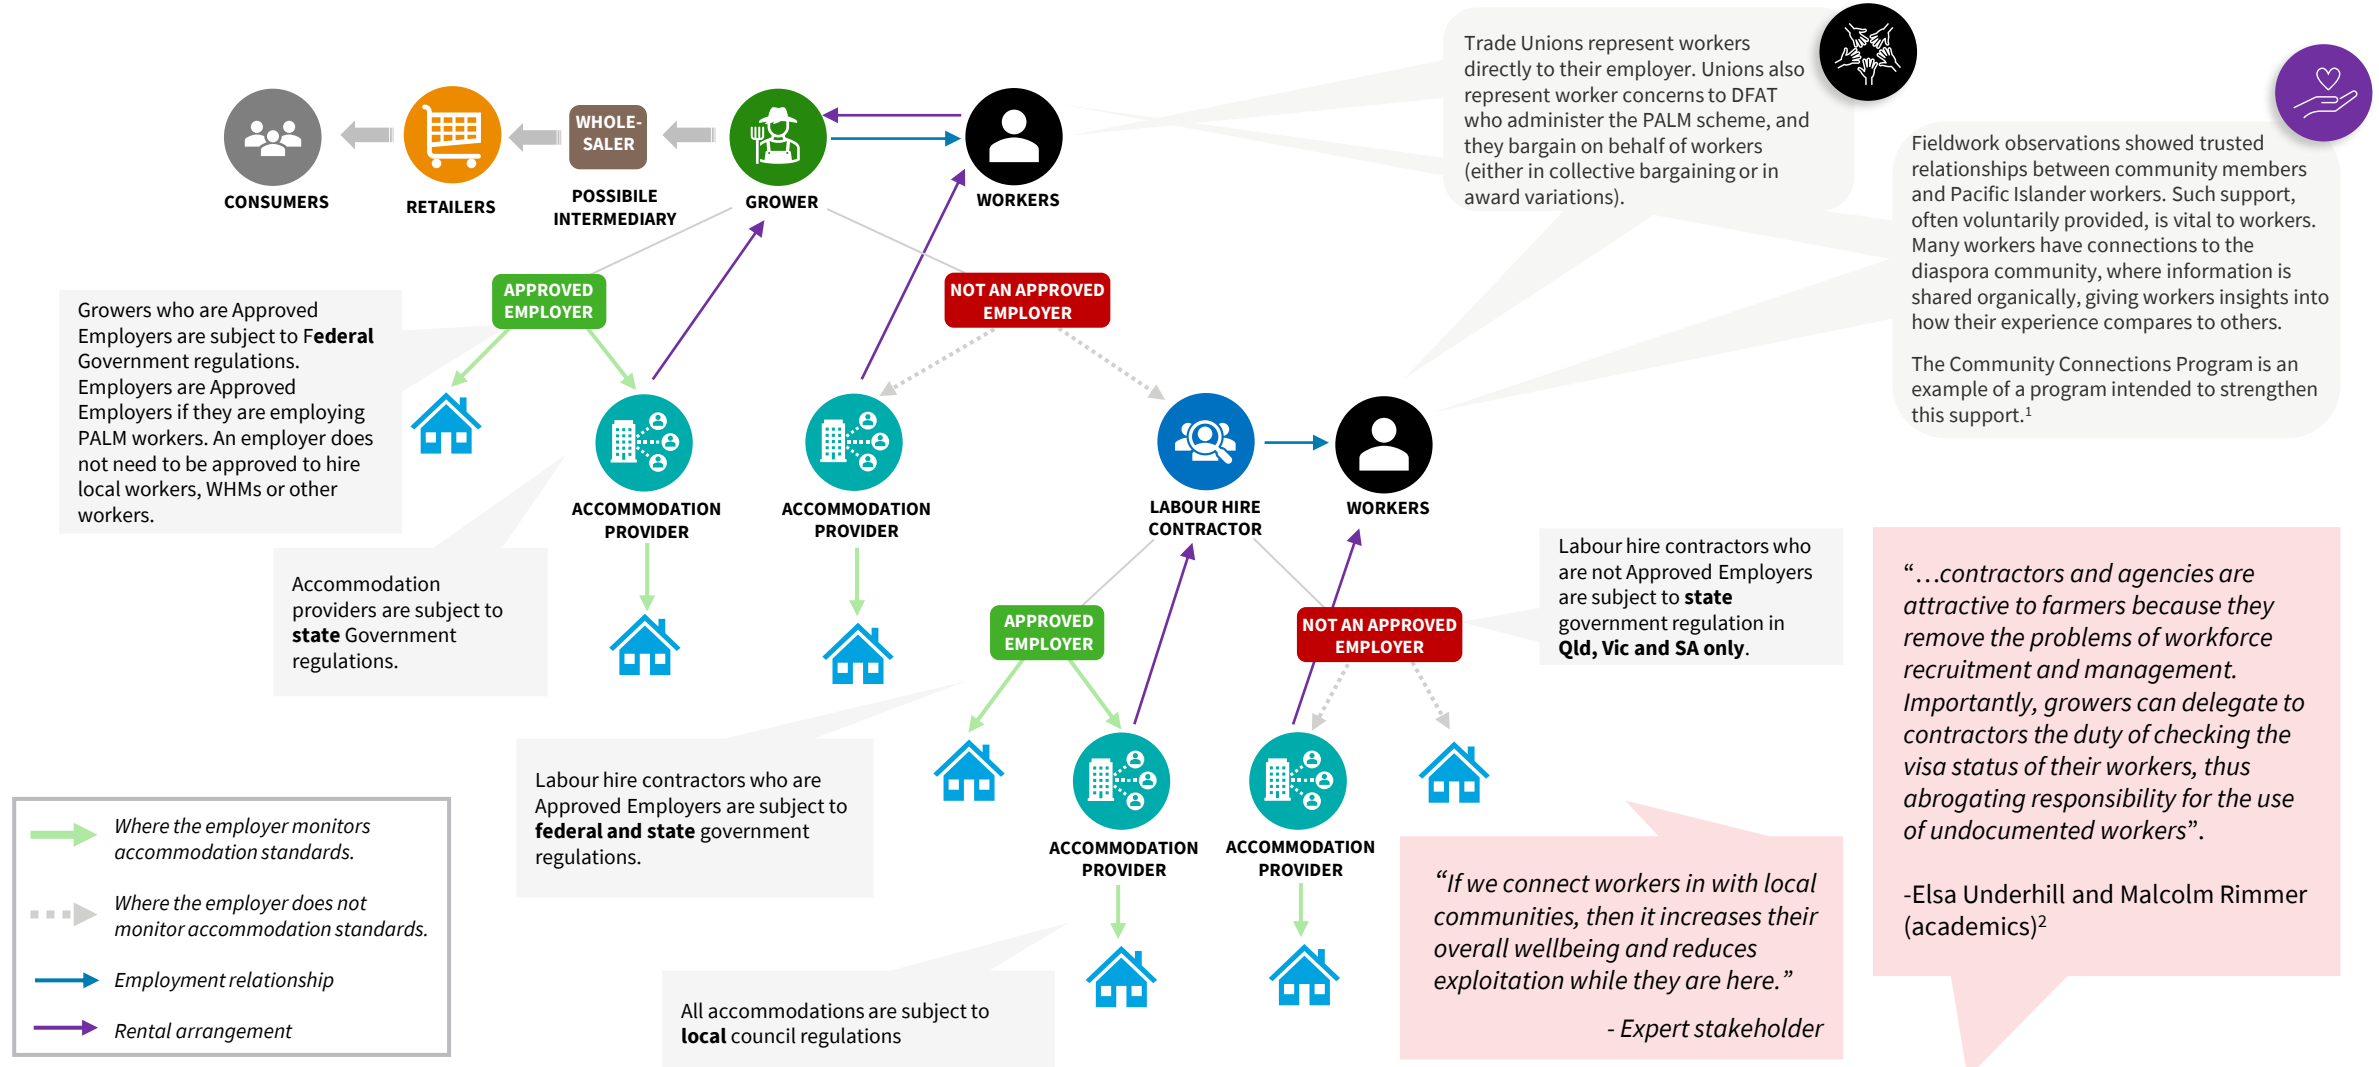 CONSUMERS
RETAILERS
WHOLE-
SALER
POSSIBILE
INTERMEDIARY
GROWER
WORKERS
Trade Unions represent workers
directly to their employer. Unions also
represent worker concerns to DFAT
who administer the PALM scheme, and
they bargain on behalf of workers
(either in collective bargaining or in
award variations).
Fieldwork observations showed trusted
relationships between community members
and Pacific Islander workers. Such support,
often voluntarily provided, is vital to workers.
Many workers have connections to the
diaspora community, where information is
shared organically, giving workers insights into
how their experience compares to others.
The Community Connections Program is an
example of a program intended to strengthen
this support.¹
APPROVED
EMPLOYER
NOT AN APPROVED
EMPLOYER
Growers who are Approved
Employers are subject to Federal
Government regulations.
Employers are Approved
Employers if they are employing
PALM workers. An employer does
not need to be approved to hire
local workers, WHMs or other
workers.
ACCOMMODATION
PROVIDER
ACCOMMODATION
PROVIDER
LABOUR HIRE
CONTRACTOR
WORKERS
Accommodation
providers are subject to
state Government
regulations.
Labour hire contractors who
are not Approved Employers
are subject to state
government regulation in
Qld, Vic and SA only.
APPROVED
EMPLOYER
NOT AN APPROVED
EMPLOYER
“…contractors and agencies are
attractive to farmers because they
remove the problems of workforce
recruitment and management.
Importantly, growers can delegate to
contractors the duty of checking the
visa status of their workers, thus
abrogating responsibility for the use
of undocumented workers”.
-Elsa Underhill and Malcolm Rimmer
(academics)²
Labour hire contractors who are
Approved Employers are subject to
federal and state government
regulations.
ACCOMMODATION
PROVIDER
ACCOMMODATION
PROVIDER
Where the employer monitors
accommodation standards.
Where the employer does not
monitor accommodation standards.
Employment relationship
Rental arrangement
“If we connect workers in with local
communities, then it increases their
overall wellbeing and reduces
exploitation while they are here.”
- Expert stakeholder
All accommodations are subject to
local council regulations